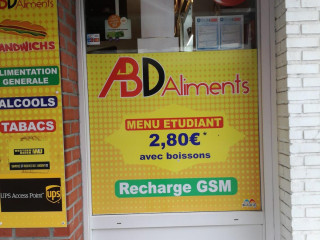 ABD Aliments
SANDWICHS
ALIMENTATION
GENERALE
ALCOOLS
TABACS
UPS Access Point
ups
ABD Aliments
MENU ETUDIANT
2,80€*
avec boissons
Recharge GSM